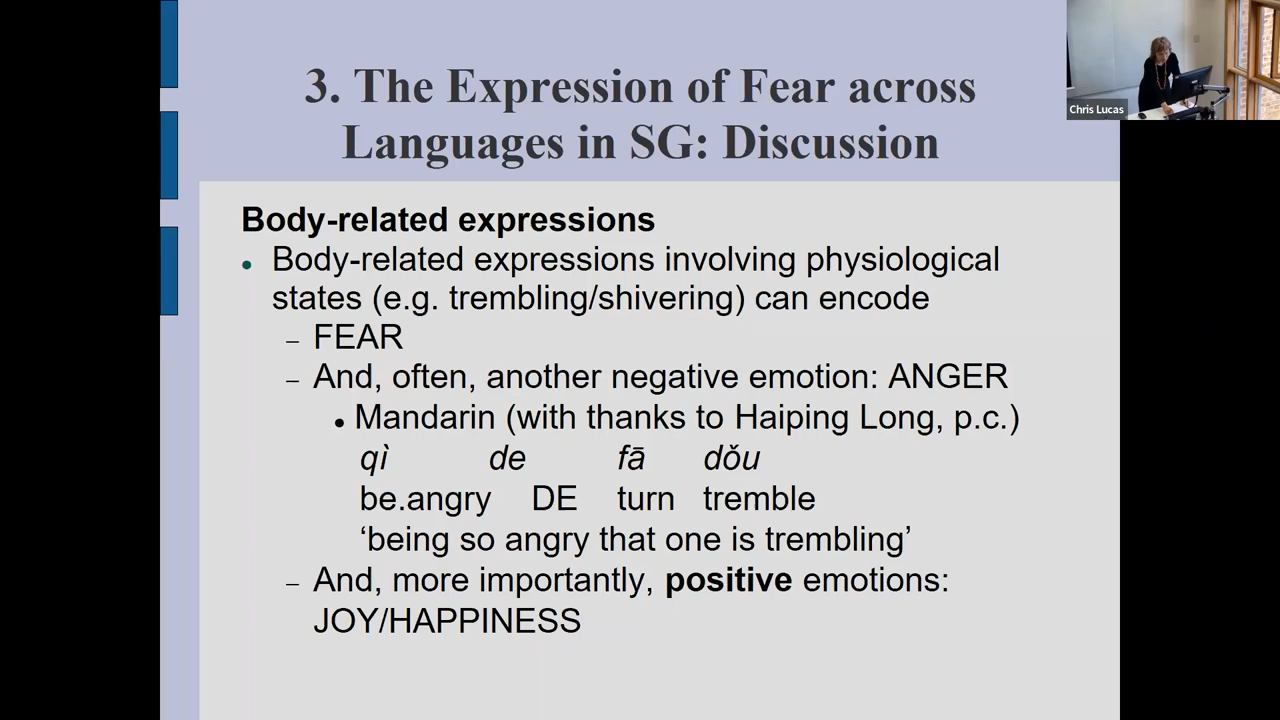 3. The Expression of Fear across
Languages in SG: Discussion
Chris Lucas
Body-related expressions
Body-related expressions involving physiological
states (e.g. trembling/shivering) can encode
– FEAR
– And, often, another negative emotion: ANGER
Mandarin (with thanks to Haiping Long, p.c.)
qì de fā dǒu
be.angry DE turn tremble
‘being so angry that one is trembling’
– And, more importantly, positive emotions:
JOY/HAPPINESS